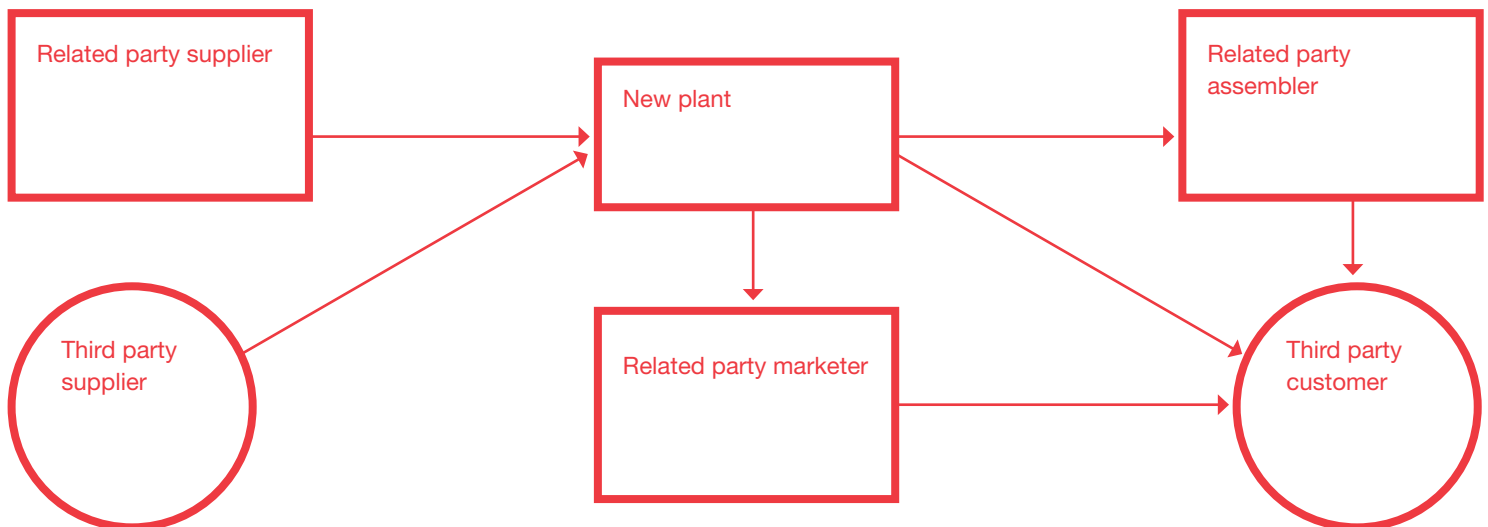 Related party supplier
New plant
Related party
assembler
Third party
supplier
Related party marketer
Third party
customer